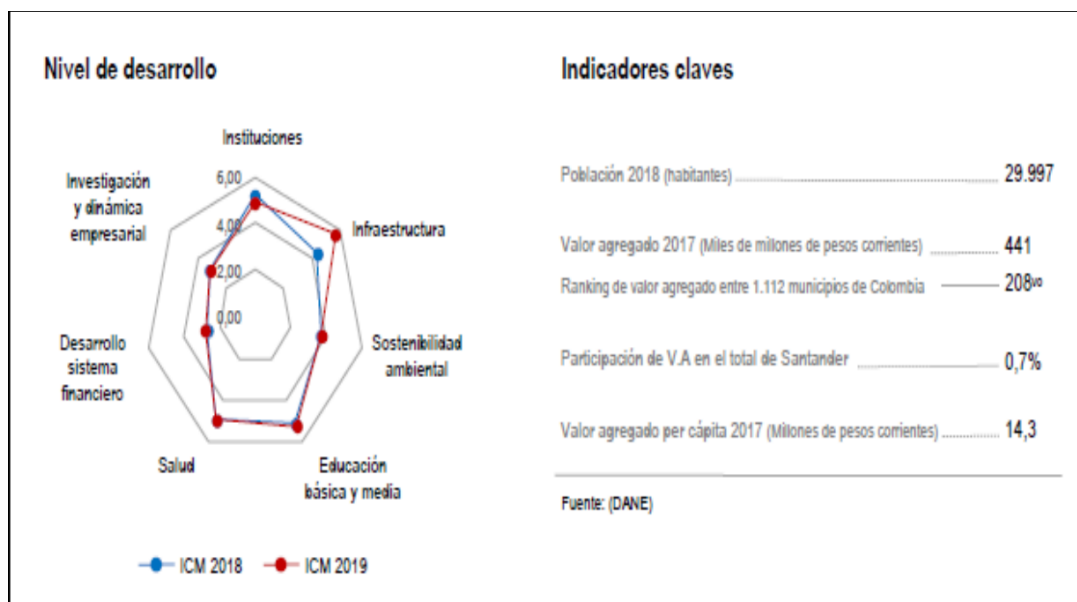 Nivel de desarrollo
Instituciones
6,00
4,00
2,00
0,00
Investigación
y dinámica
empresarial
Infraestructura
Desarrollo
sistema
financiero
Sostenibilidad
ambiental
Salud
Educación
básica y media
ICM 2018
ICM 2019
Indicadores claves
Población 2018 (habitantes) 29.997
Valor agregado 2017 (Miles de millones de pesos corrientes) 441
Ranking de valor agregado entre 1.112 municipios de Colombia 208vo
Participación de V.A en el total de Santander 0,7%
Valor agregado per cápita 2017 (Millones de pesos corrientes) 14,3
Fuente: (DANE)